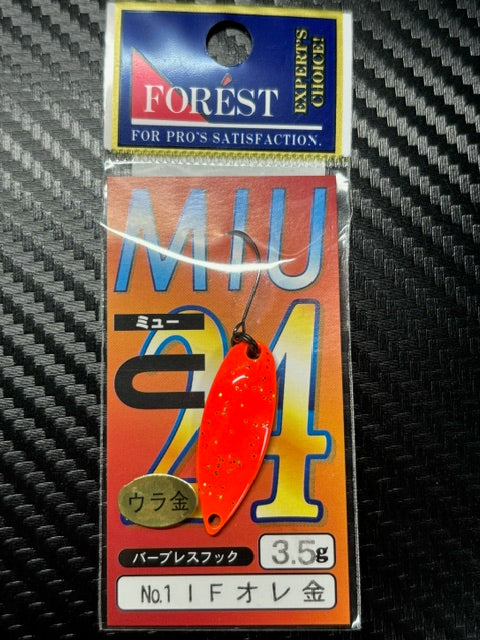 FORÉST
EXPERT'S
CHOICE!
FOR PRO'S SATISFACTION.
MIU
ミュー
24
ウラ金
バーブレスフック
3.5g
No.1 IFオレ金